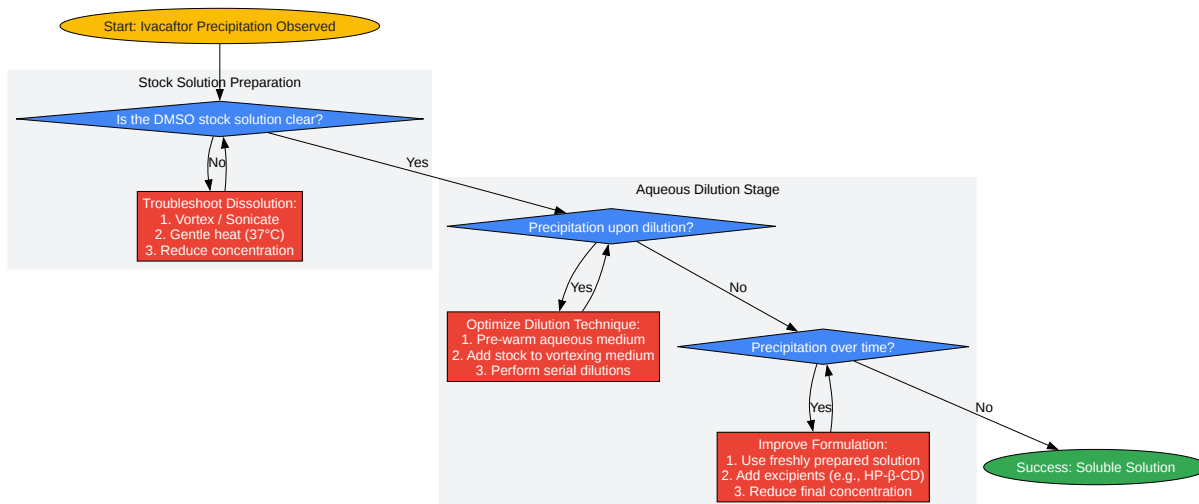 Start: Ivacaftor Precipitation Observed
Stock Solution Preparation
Is the DMSO stock solution clear?
No
Yes
Troubleshoot Dissolution:
1. Vortex / Sonicate
2. Gentle heat (37°C)
3. Reduce concentration
Aqueous Dilution Stage
Precipitation upon dilution?
Yes
No
Optimize Dilution Technique:
1. Pre-warm aqueous medium
2. Add stock to vortexing medium
3. Perform serial dilutions
Precipitation over time?
Yes
No
Improve Formulation:
1. Use freshly prepared solution
2. Add excipients (e.g., HP-β-CD)
3. Reduce final concentration
Success: Soluble Solution